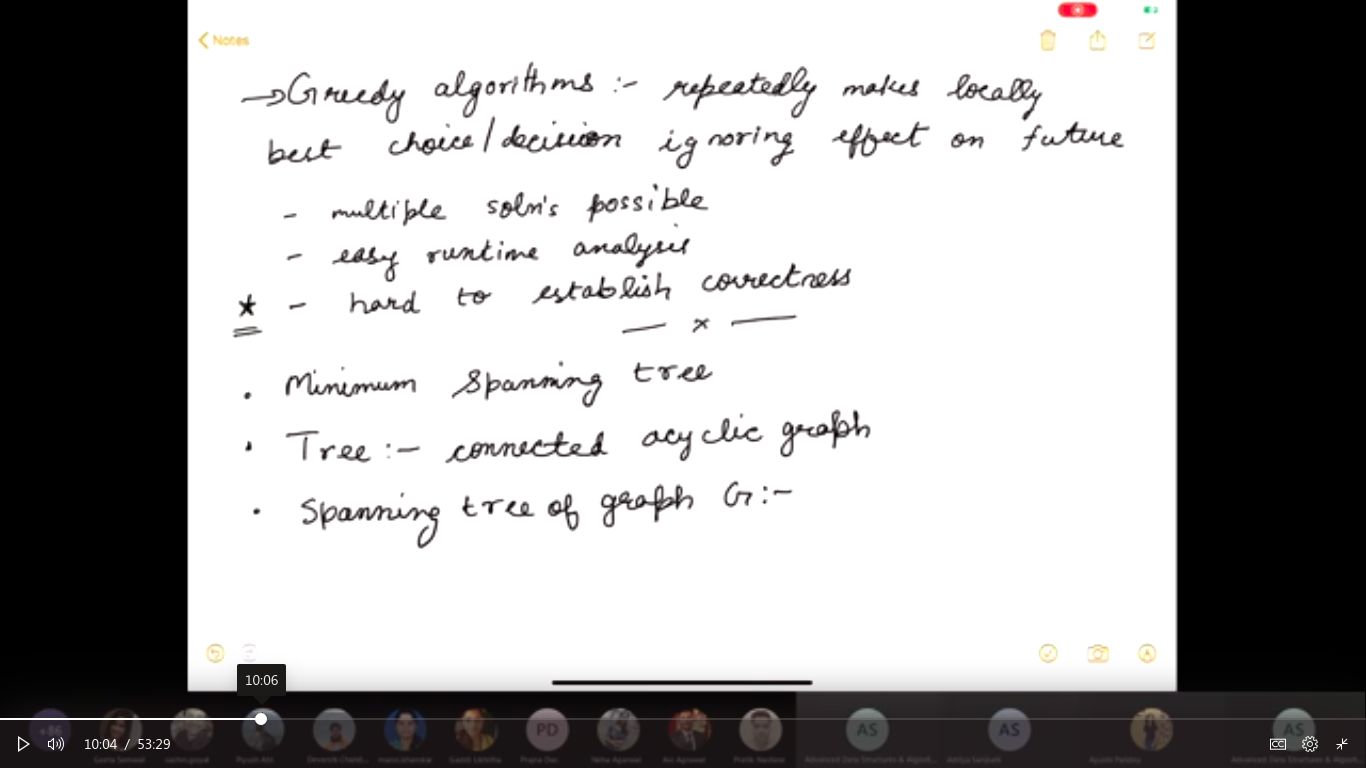 Notes
→Greedy algorithms :- repeatedly makes locally
best choice/decision ignoring effect on future
- multiple soln's possible
- easy runtime analysis
* - hard to establish correctness
— x —
. Minimum Spanning tree
. Tree :- connected acyclic graph
. Spanning tree of graph G :-
10:06
PD AS AS AS
10:04 / 53:29
CC